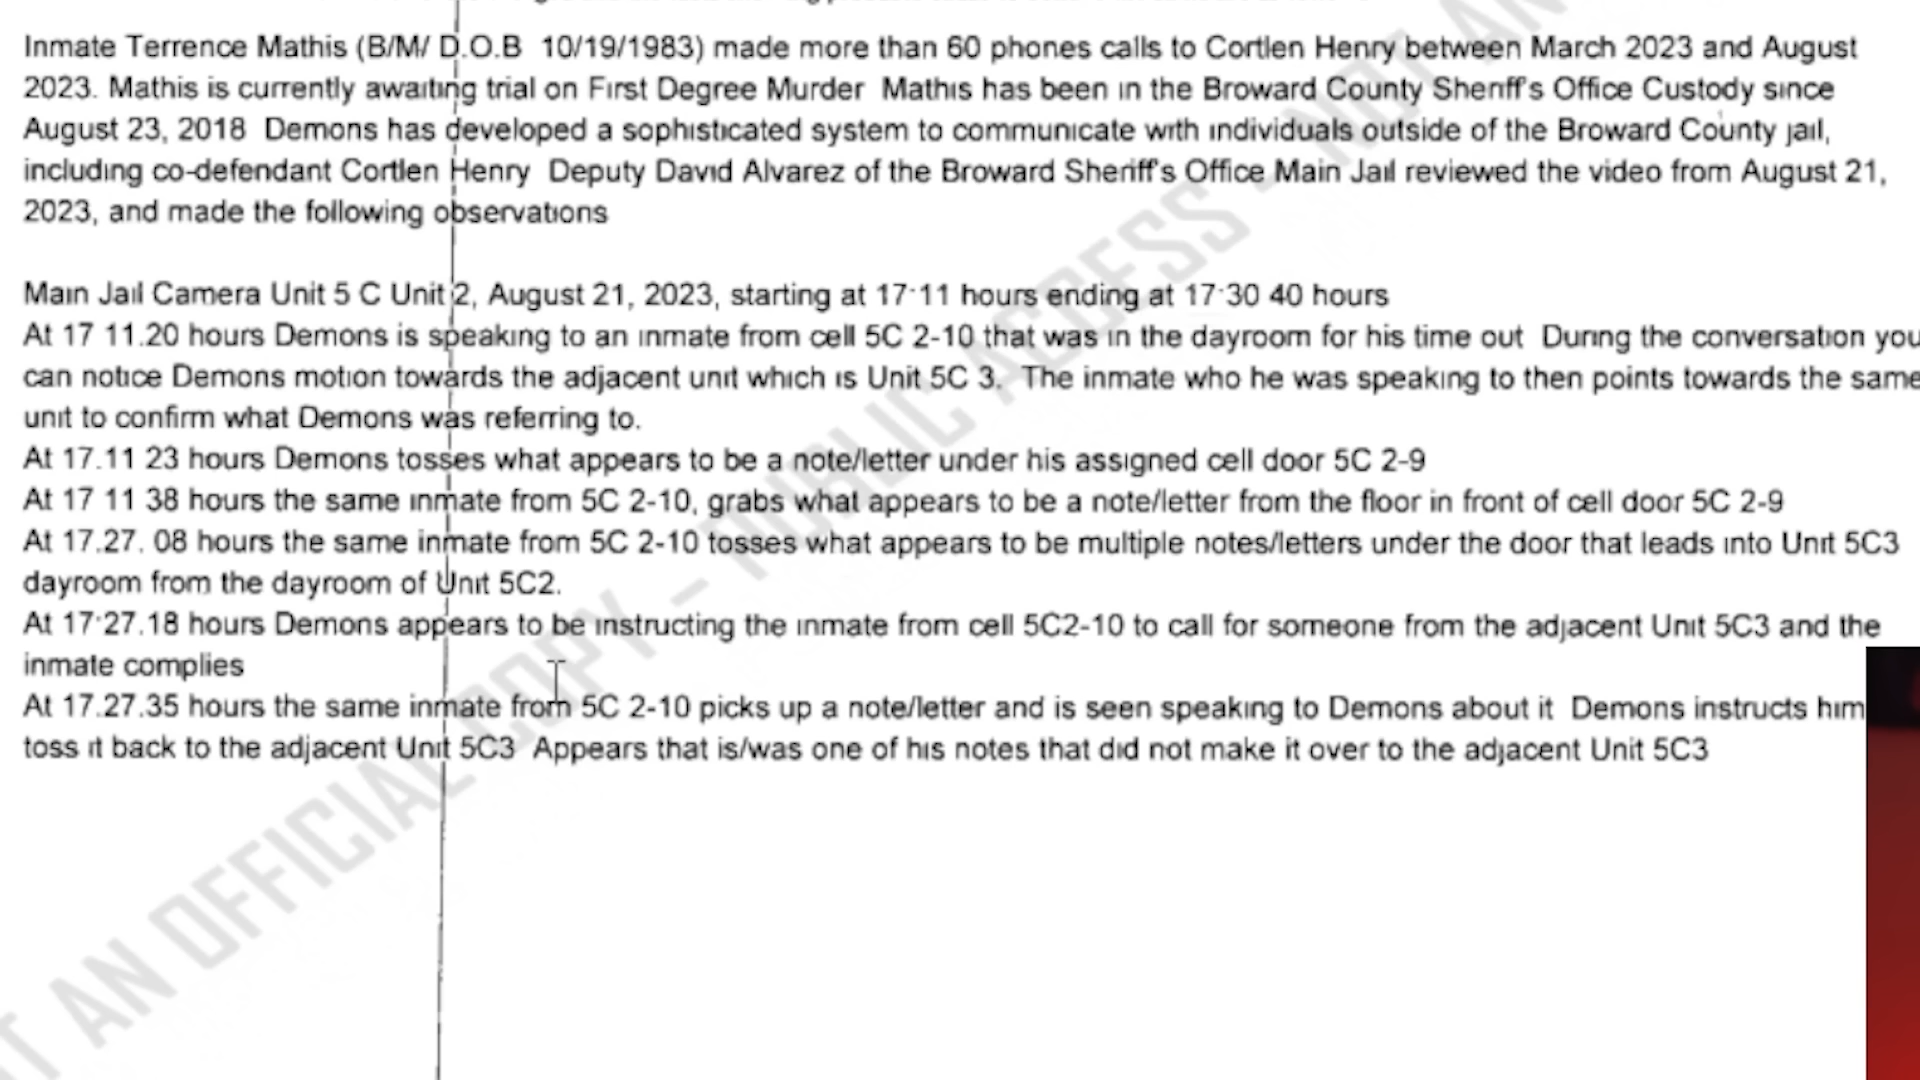 Inmate Terrence Mathis (B/M/ D.O.B 10/19/1983) made more than 60 phones calls to Cortlen Henry between March 2023 and August
2023. Mathis is currently awaiting trial on First Degree Murder Mathis has been in the Broward County Sheriff's Office Custody since
August 23, 2018 Demons has developed a sophisticated system to communicate with individuals outside of the Broward County jail,
including co-defendant Cortlen Henry Deputy David Alvarez of the Broward Sheriff's Office Main Jail reviewed the video from August 21,
2023, and made the following observations
Main Jail Camera Unit 5 C Unit 2, August 21, 2023, starting at 17:11 hours ending at 17:30 40 hours
At 17 11.20 hours Demons is speaking to an inmate from cell 5C 2-10 that was in the dayroom for his time out During the conversation you
can notice Demons motion towards the adjacent unit which is Unit 5C 3. The inmate who he was speaking to then points towards the same
unit to confirm what Demons was referring to.
At 17.11 23 hours Demons tosses what appears to be a note/letter under his assigned cell door 5C 2-9
At 17 11 38 hours the same inmate from 5C 2-10, grabs what appears to be a note/letter from the floor in front of cell door 5C 2-9
At 17.27. 08 hours the same inmate from 5C 2-10 tosses what appears to be multiple notes/letters under the door that leads into Unit 5C3
dayroom from the dayroom of Unit 5C2.
At 17:27.18 hours Demons appears to be instructing the inmate from cell 5C2-10 to call for someone from the adjacent Unit 5C3 and the
inmate complies
At 17.27.35 hours the same inmate from 5C 2-10 picks up a note/letter and is seen speaking to Demons about it Demons instructs him
toss it back to the adjacent Unit 5C3 Appears that is/was one of his notes that did not make it over to the adjacent Unit 5C3
AN OFFICIAL COPY - PUBLIC ACCESS - NOT AN